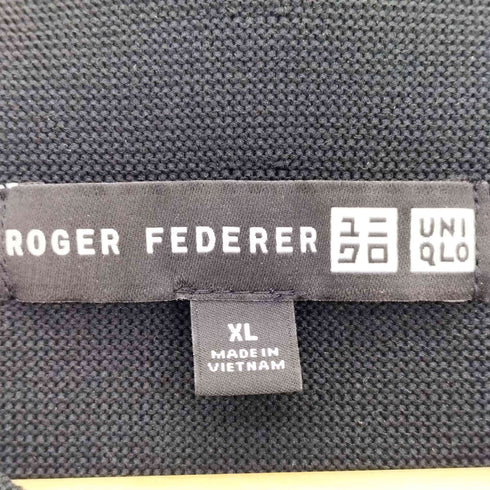 ROGER FEDERER ユニ UNI
クロ QLO
XL
MADE IN
VIETNAM